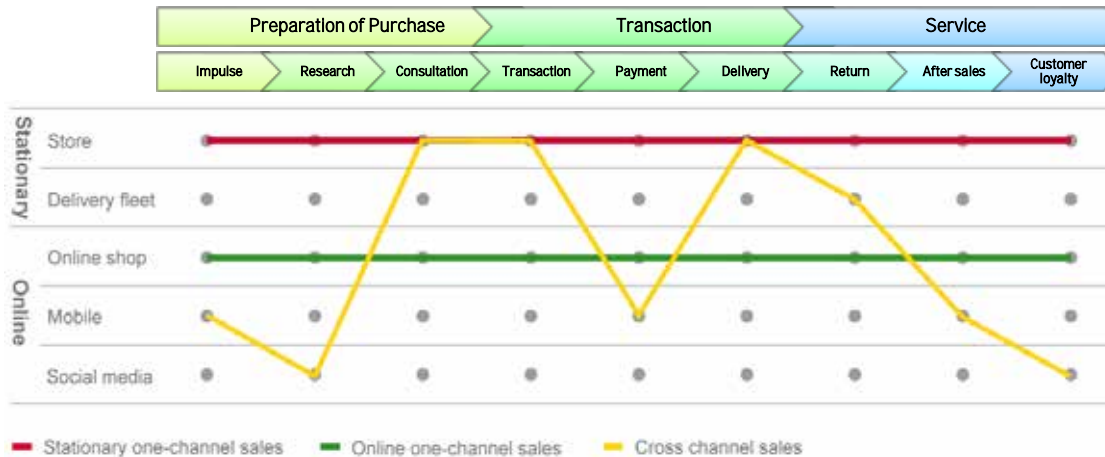 Preparation of Purchase
Transaction
Service
Impulse
Research
Consultation
Transaction
Payment
Delivery
Return
After sales
Customer
loyalty
Stationary
Store
Delivery fleet
Online
Online shop
Mobile
Social media
Stationary one-channel sales
Online one-channel sales
Cross channel sales